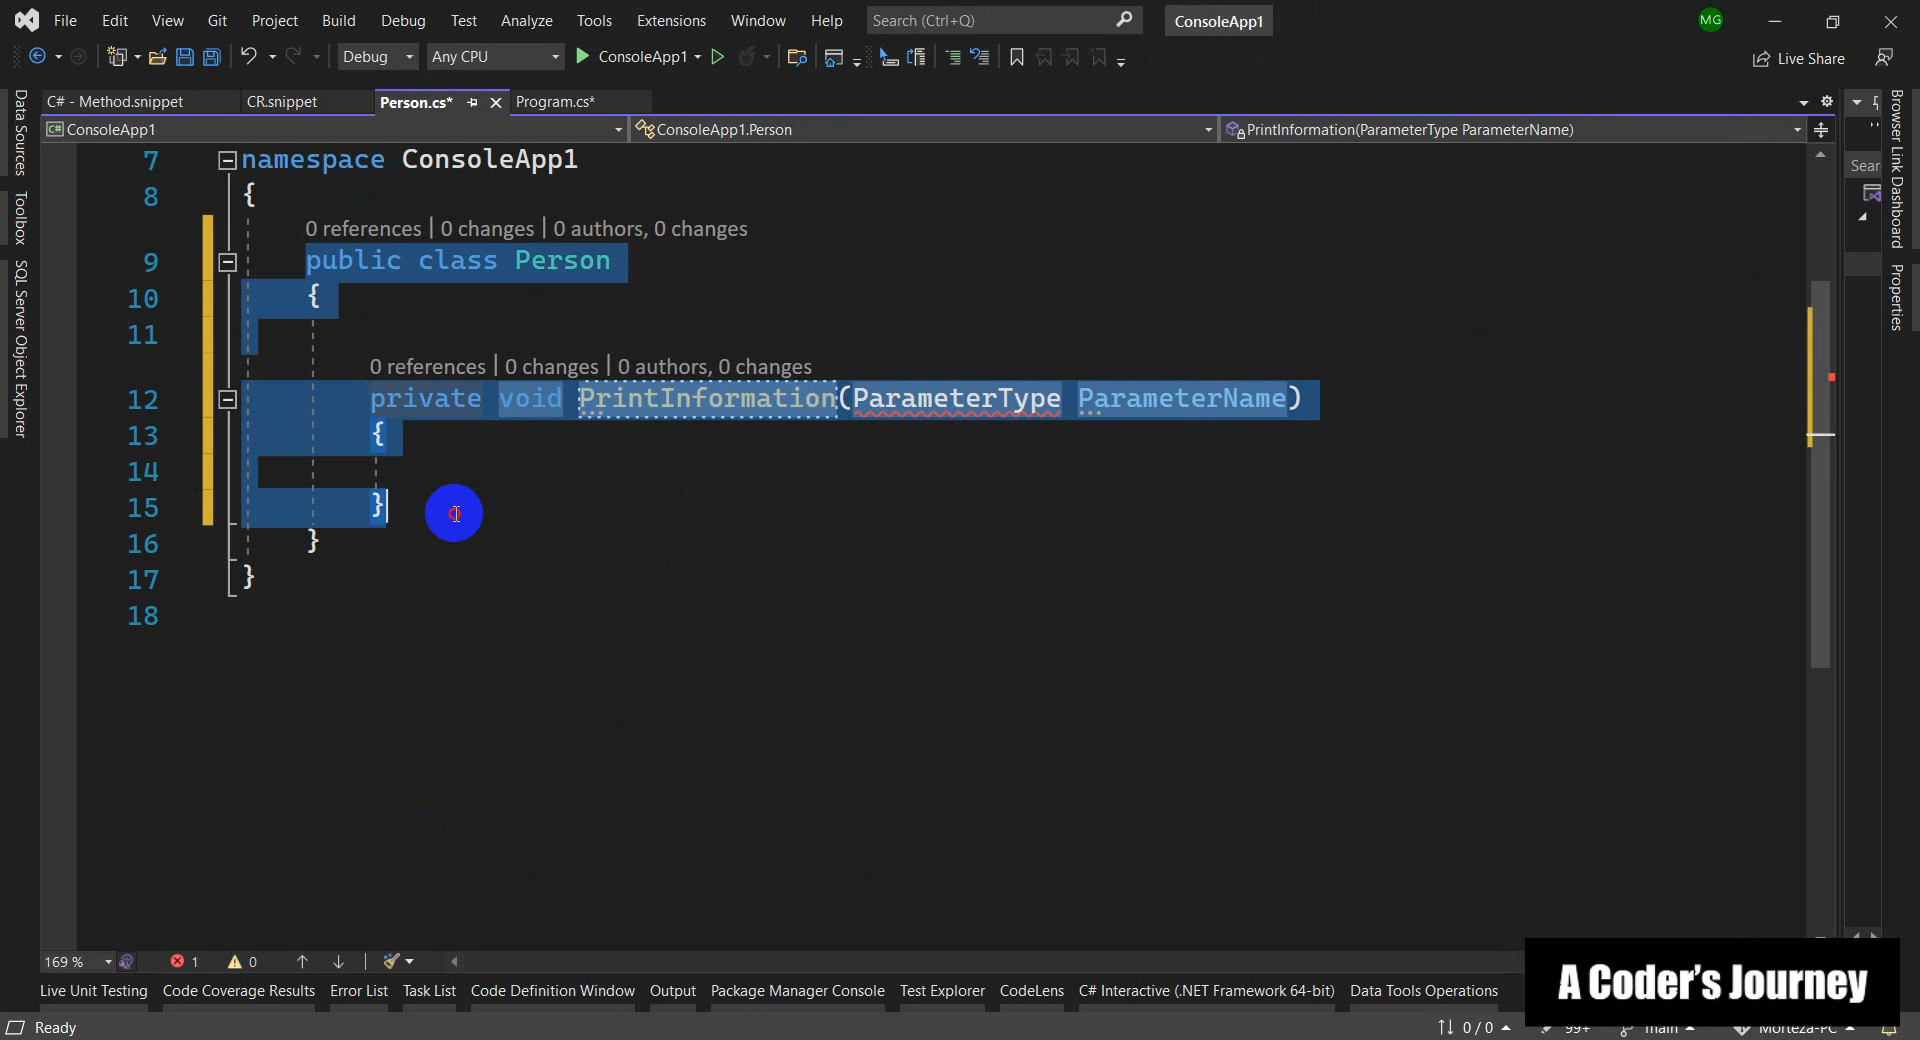 File Edit View Git Project Build Debug Test Analyze Tools Extensions Window Help Search (Ctrl+Q) ConsoleApp1 MG
Debug Any CPU ConsoleApp1 Live Share
C# - Method.snippet CR.snippet Person.cs* Program.cs*
C# ConsoleApp1 ConsoleApp1.Person PrintInformation(ParameterType ParameterName)
Data Sources
Toolbox
SQL Server Object Explorer
7 namespace ConsoleApp1
8 {
0 references | 0 changes | 0 authors, 0 changes
9 public class Person
10 {
11
0 references | 0 changes | 0 authors, 0 changes
12 private void PrintInformation(ParameterType ParameterName)
13 {
14
15 }
16 }
17 }
18
Sear
Browser Link Dashboard
Properties
169 % 1 0
Live Unit Testing Code Coverage Results Error List Task List Code Definition Window Output Package Manager Console Test Explorer CodeLens C# Interactive (.NET Framework 64-bit) Data Tools Operations
A Coder's Journey
Ready 0 / 0 99+ main Morteza-PC